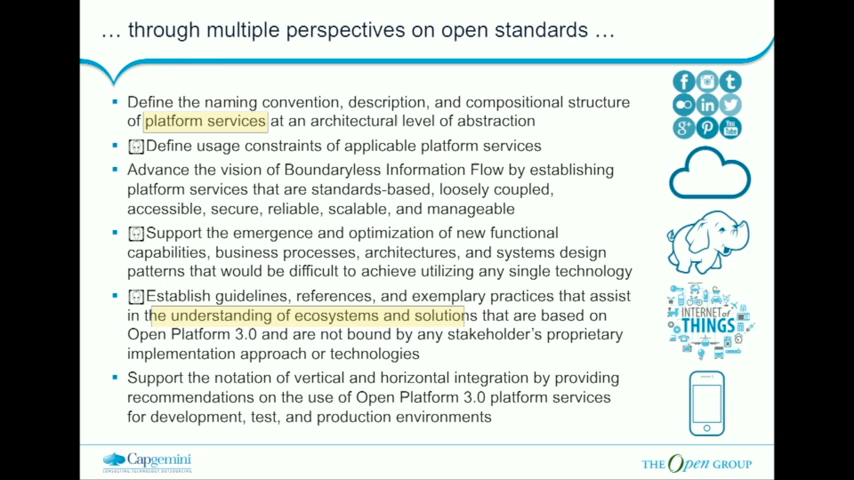 … through multiple perspectives on open standards …
Define the naming convention, description, and compositional structure
of platform services at an architectural level of abstraction
Define usage constraints of applicable platform services
Advance the vision of Boundaryless Information Flow by establishing
platform services that are standards-based, loosely coupled,
accessible, secure, reliable, scalable, and manageable
Support the emergence and optimization of new functional
capabilities, business processes, architectures, and systems design
patterns that would be difficult to achieve utilizing any single technology
Establish guidelines, references, and exemplary practices that assist
in the understanding of ecosystems and solutions that are based on
Open Platform 3.0 and are not bound by any stakeholder's proprietary
implementation approach or technologies
Support the notation of vertical and horizontal integration by providing
recommendations on the use of Open Platform 3.0 platform services
for development, test, and production environments
INTERNET of
THINGS
Capgemini
CONSULTING.TECHNOLOGY.OUTSOURCING
THE Open GROUP